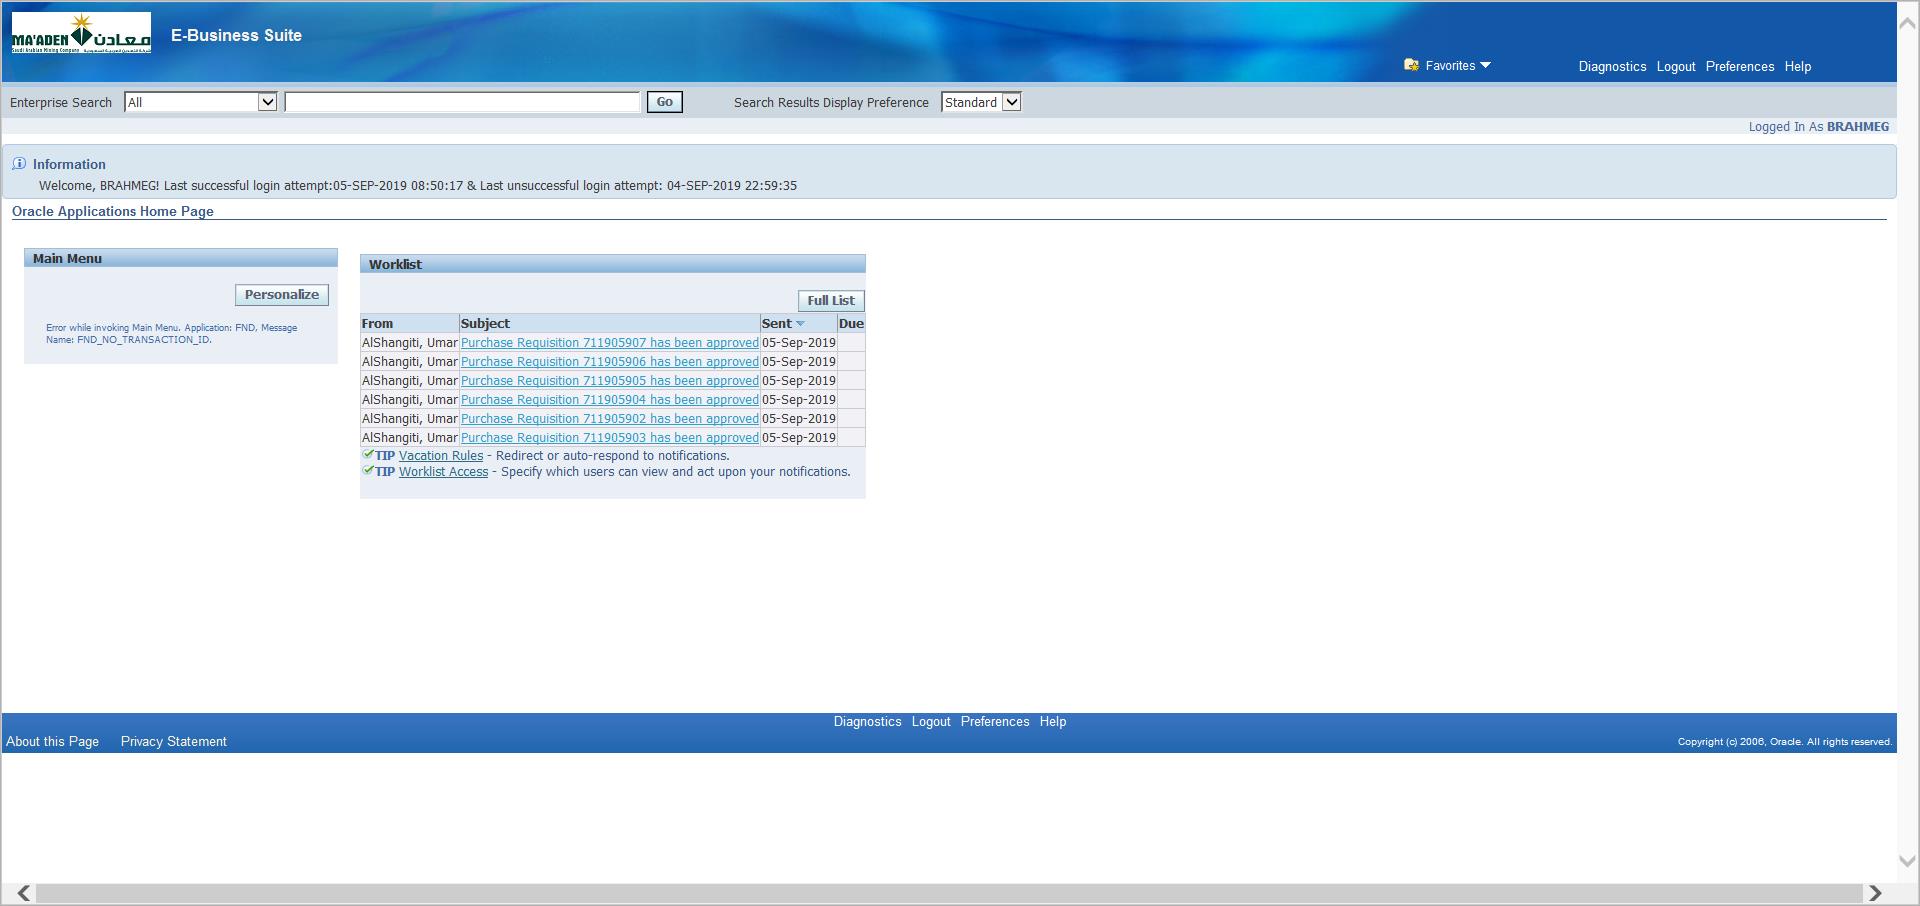 MA'ADEN معادن
Saudi Arabian Mining Company
E-Business Suite
Favorites
Diagnostics Logout Preferences Help
Enterprise Search All Go Search Results Display Preference Standard
Logged In As BRAHMEG
Information
Welcome, BRAHMEG! Last successful login attempt:05-SEP-2019 08:50:17 & Last unsuccessful login attempt: 04-SEP-2019 22:59:35
Oracle Applications Home Page
Main Menu
Personalize
Error while invoking Main Menu. Application: FND, Message
Name: FND_NO_TRANSACTION_ID.
Worklist
Full List
From Subject Sent Due
AlShangiti, Umar Purchase Requisition 711905907 has been approved 05-Sep-2019
AlShangiti, Umar Purchase Requisition 711905906 has been approved 05-Sep-2019
AlShangiti, Umar Purchase Requisition 711905905 has been approved 05-Sep-2019
AlShangiti, Umar Purchase Requisition 711905904 has been approved 05-Sep-2019
AlShangiti, Umar Purchase Requisition 711905902 has been approved 05-Sep-2019
AlShangiti, Umar Purchase Requisition 711905903 has been approved 05-Sep-2019
TIP Vacation Rules - Redirect or auto-respond to notifications.
TIP Worklist Access - Specify which users can view and act upon your notifications.
Diagnostics Logout Preferences Help
About this Page Privacy Statement
Copyright (c) 2006, Oracle. All rights reserved.